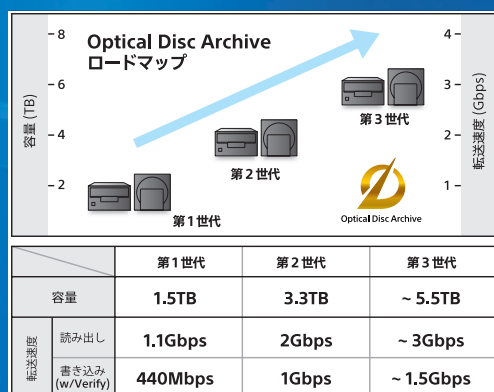 Optical Disc Archive
ロードマップ
容量 (TB)
8
6
4
2
転送速度 (Gbps)
4
3
2
1
第3世代
第2世代
第1世代
Optical Disc Archive
第1世代 第2世代 第3世代
容量 1.5TB 3.3TB ~ 5.5TB
転送速度
読み出し 1.1Gbps 2Gbps ~ 3Gbps
書き込み
(w/Verify) 440Mbps 1Gbps ~ 1.5Gbps